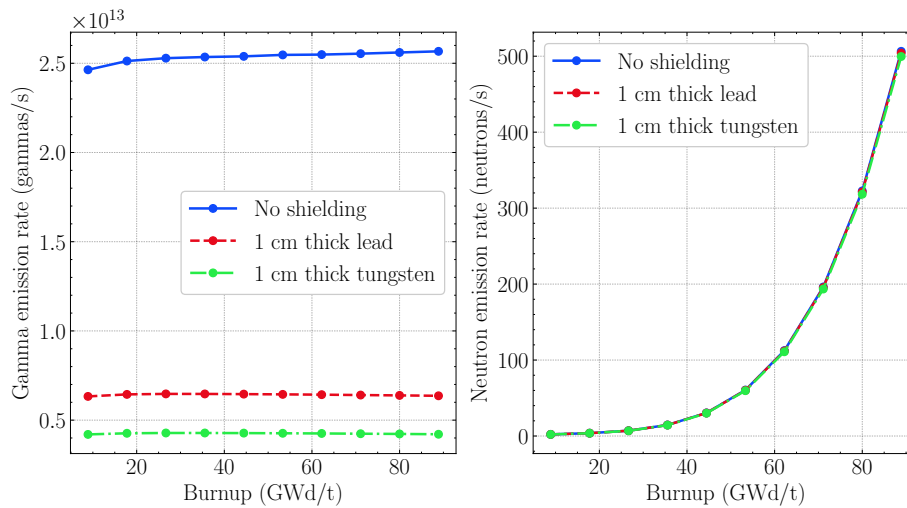 ×10^13
Gamma emission rate (gammas/s)
2.5
2.0
1.5
1.0
0.5
No shielding
1 cm thick lead
1 cm thick tungsten
20 40 60 80
Burnup (GWd/t)
Neutron emission rate (neutrons/s)
500
400
300
200
100
0
No shielding
1 cm thick lead
1 cm thick tungsten
20 40 60 80
Burnup (GWd/t)